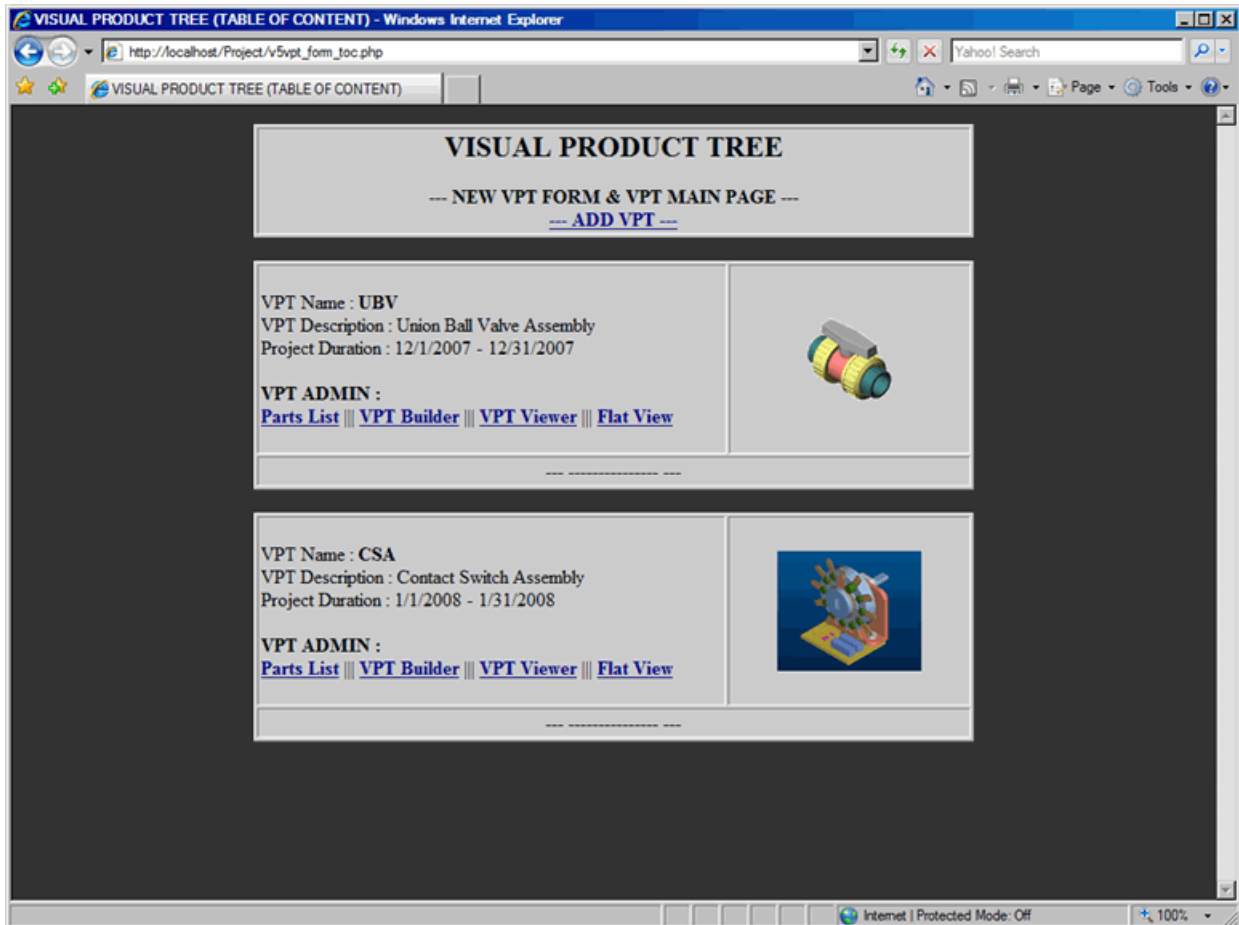 VISUAL PRODUCT TREE (TABLE OF CONTENT) - Windows Internet Explorer
http://localhost/Project/v5vpt_form_toc.php
Yahoo! Search
VISUAL PRODUCT TREE (TABLE OF CONTENT)
Page
Tools
VISUAL PRODUCT TREE
--- NEW VPT FORM & VPT MAIN PAGE ---
--- ADD VPT ---
VPT Name : UBV
VPT Description : Union Ball Valve Assembly
Project Duration : 12/1/2007 - 12/31/2007
VPT ADMIN :
Parts List ||| VPT Builder ||| VPT Viewer ||| Flat View
--- --------------- ---
VPT Name : CSA
VPT Description : Contact Switch Assembly
Project Duration : 1/1/2008 - 1/31/2008
VPT ADMIN :
Parts List ||| VPT Builder ||| VPT Viewer ||| Flat View
--- --------------- ---
Internet | Protected Mode: Off
100%